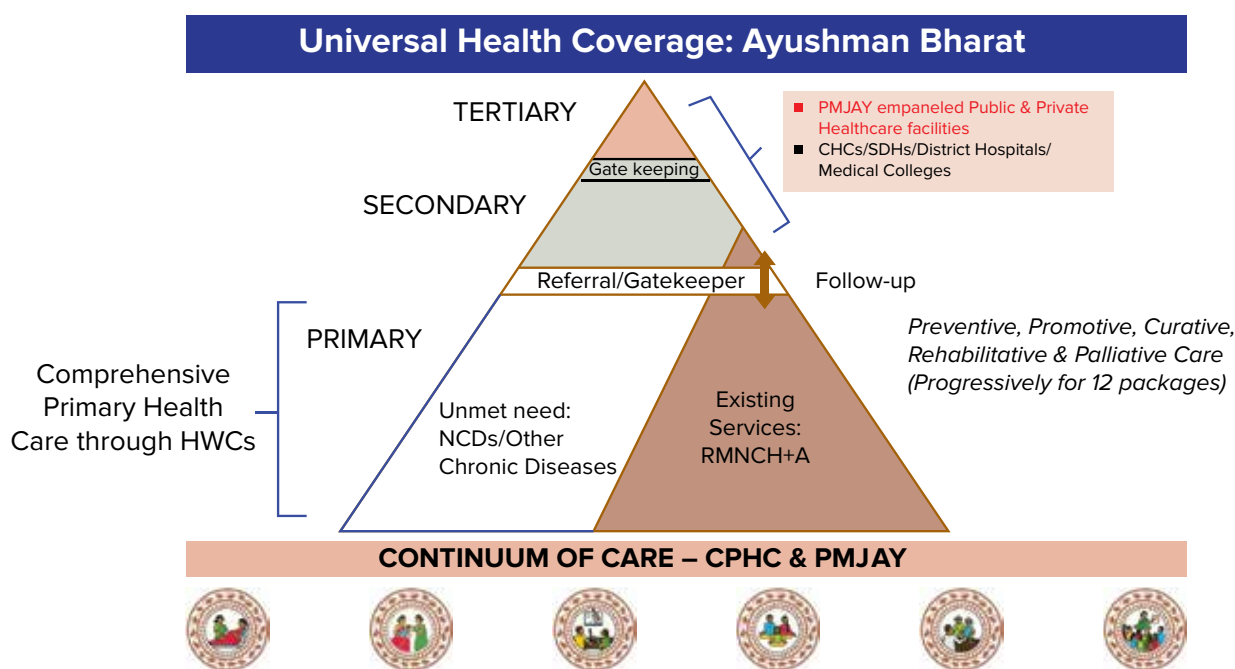 Universal Health Coverage: Ayushman Bharat
TERTIARY
PMJAY empaneled Public & Private
Healthcare facilities
CHCs/SDHs/District Hospitals/
Medical Colleges
Gate keeping
SECONDARY
Referral/Gatekeeper
Follow-up
PRIMARY
Preventive, Promotive, Curative,
Rehabilitative & Palliative Care
(Progressively for 12 packages)
Comprehensive
Primary Health
Care through HWCs
Unmet need:
NCDs/Other
Chronic Diseases
Existing
Services:
RMNCH+A
CONTINUUM OF CARE – CPHC & PMJAY